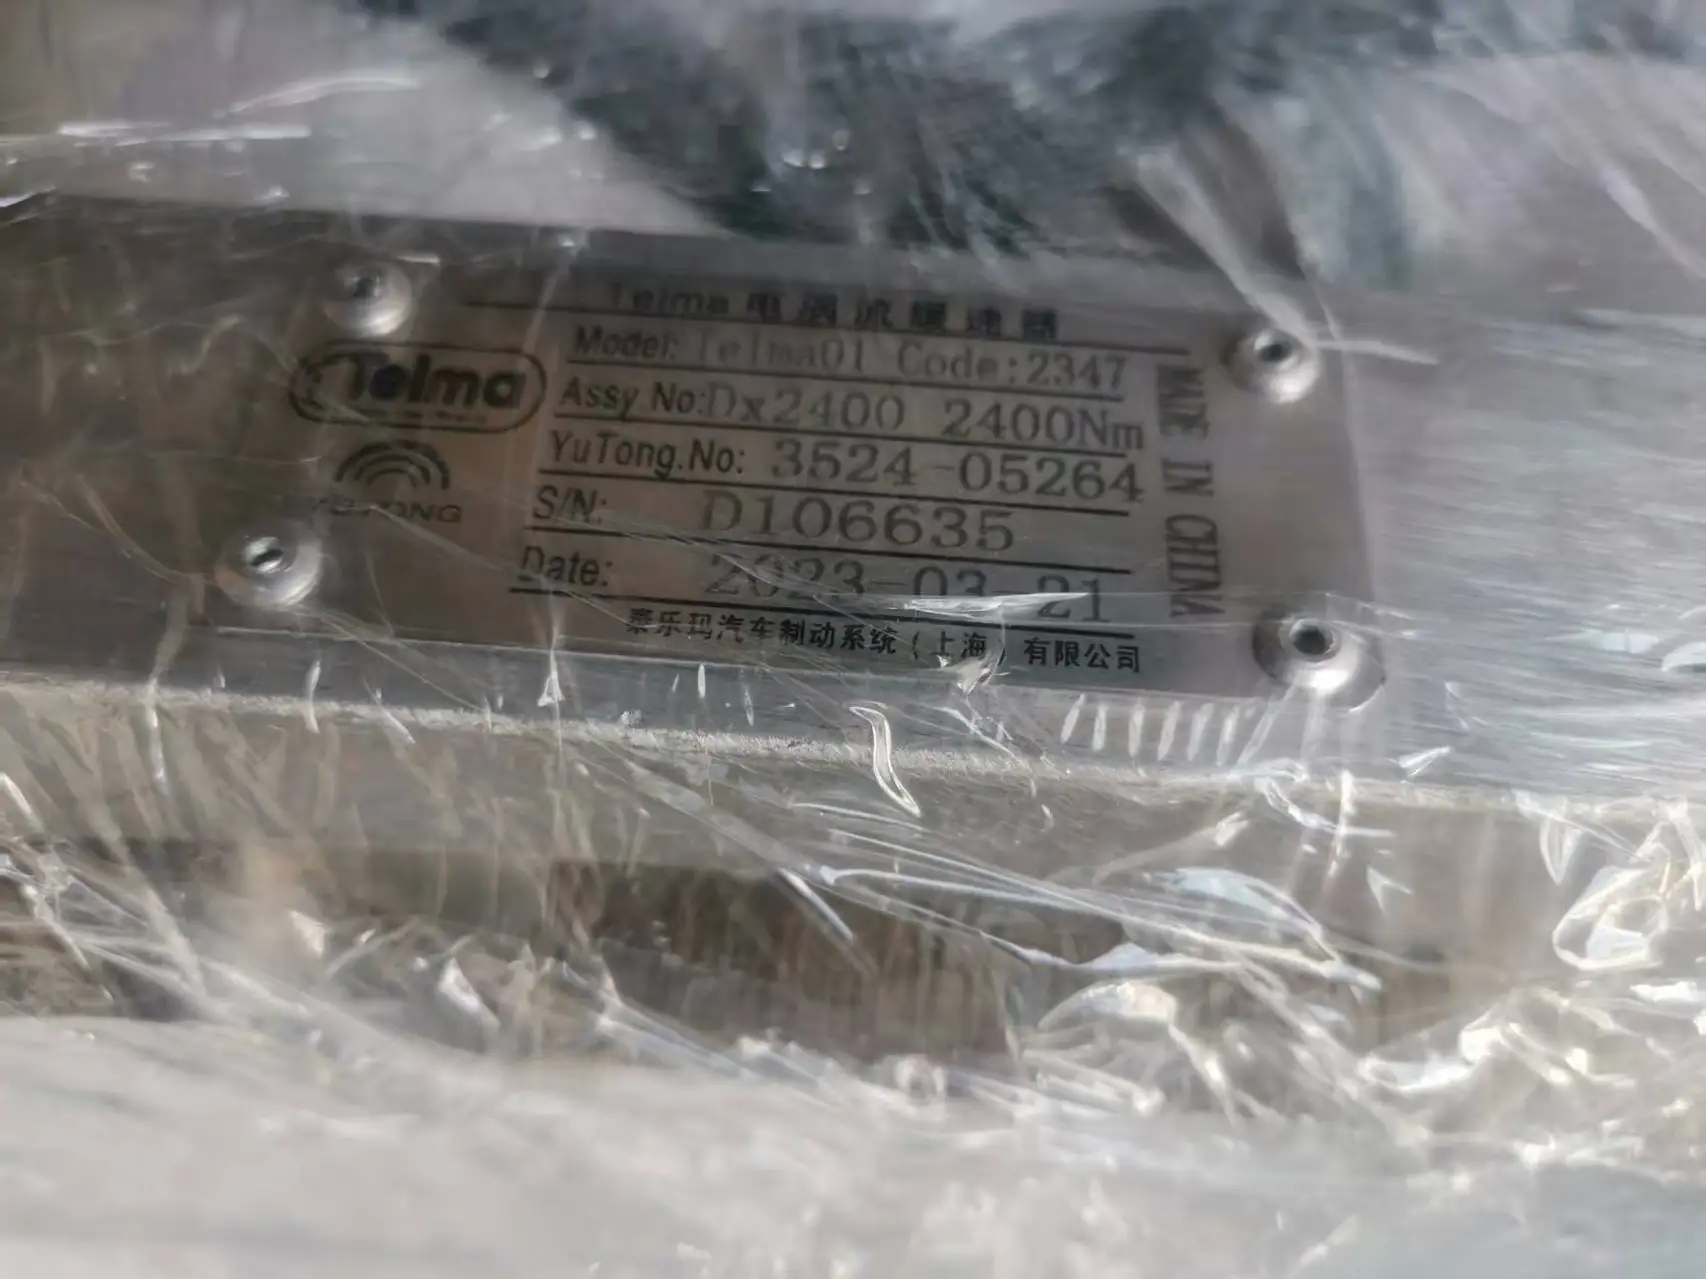 Telma 电涡流缓速器
Model: Telma01 Code:2347
Assy No:Dx2400 2400Nm
YuTong.No: 3524-05264
S/N: D106635
Date: 2023-03-21
泰乐玛汽车制动系统（上海）有限公司
MADE IN CHINA
Telma
YUTONG